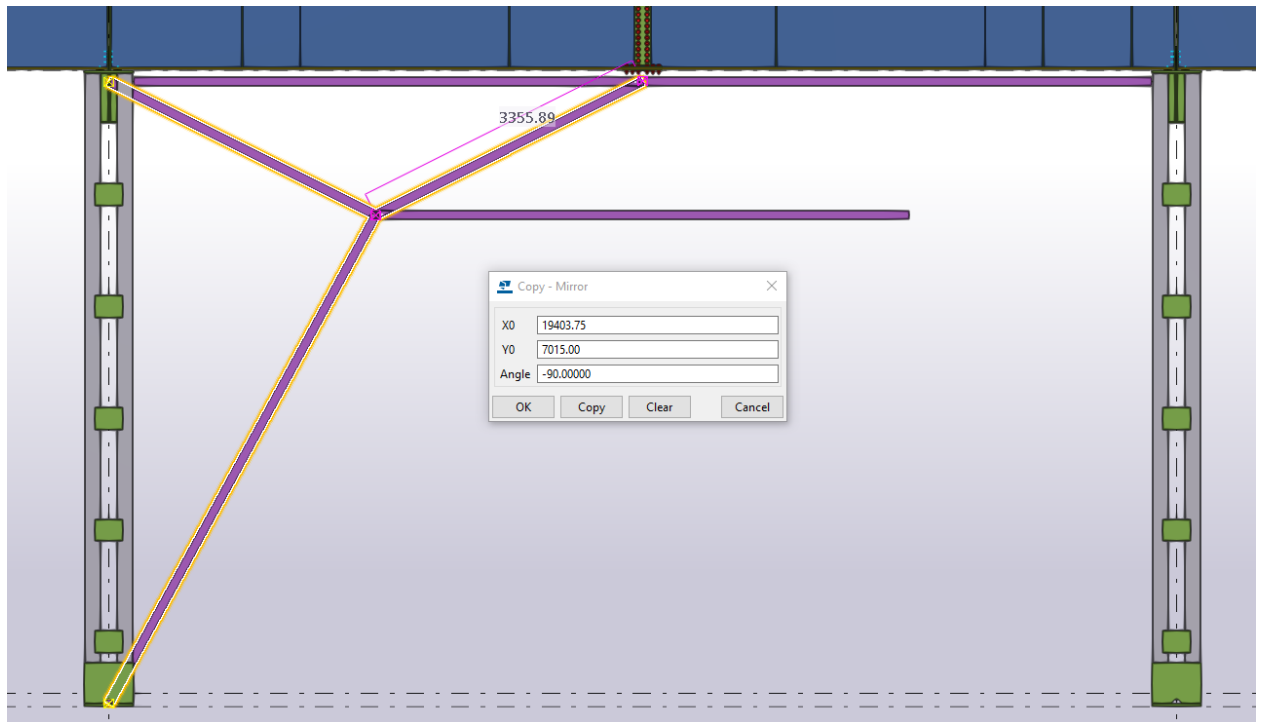 3355.89
Copy - Mirror
X0 19403.75
Y0 7015.00
Angle -90.00000
OK Copy Clear Cancel